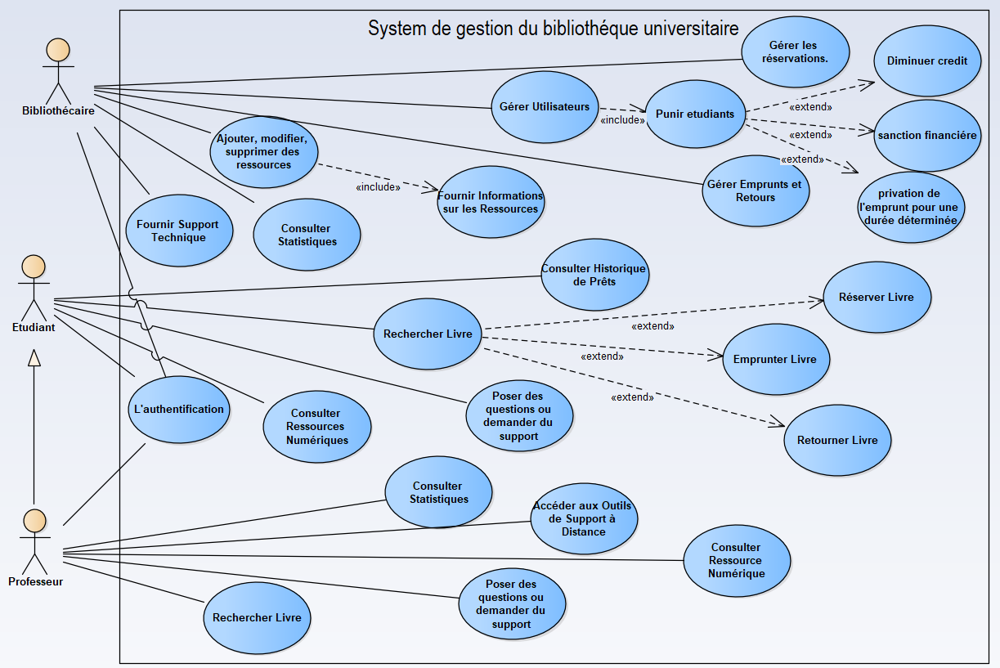 System de gestion du bibliothéque universitaire
Bibliothécaire
Gérer les
réservations.
Diminuer credit
Gérer Utilisateurs
«include»
Punir etudiants
«extend»
«extend»
«extend»
sanction financiére
Ajouter, modifier,
supprimer des
ressources
«include»
Fournir Informations
sur les Ressources
Gérer Emprunts et
Retours
privation de
l'emprunt pour une
durée déterminée
Fournir Support
Technique
Consulter
Statistiques
Etudiant
Consulter Historique
de Prêts
Rechercher Livre
«extend»
«extend»
«extend»
Réserver Livre
Emprunter Livre
Retourner Livre
L'authentification
Consulter
Ressources
Numériques
Poser des
questions ou
demander du
support
Professeur
Consulter
Statistiques
Accéder aux Outils
de Support à
Distance
Consulter
Ressource
Numérique
Rechercher Livre
Poser des
questions ou
demander du
support